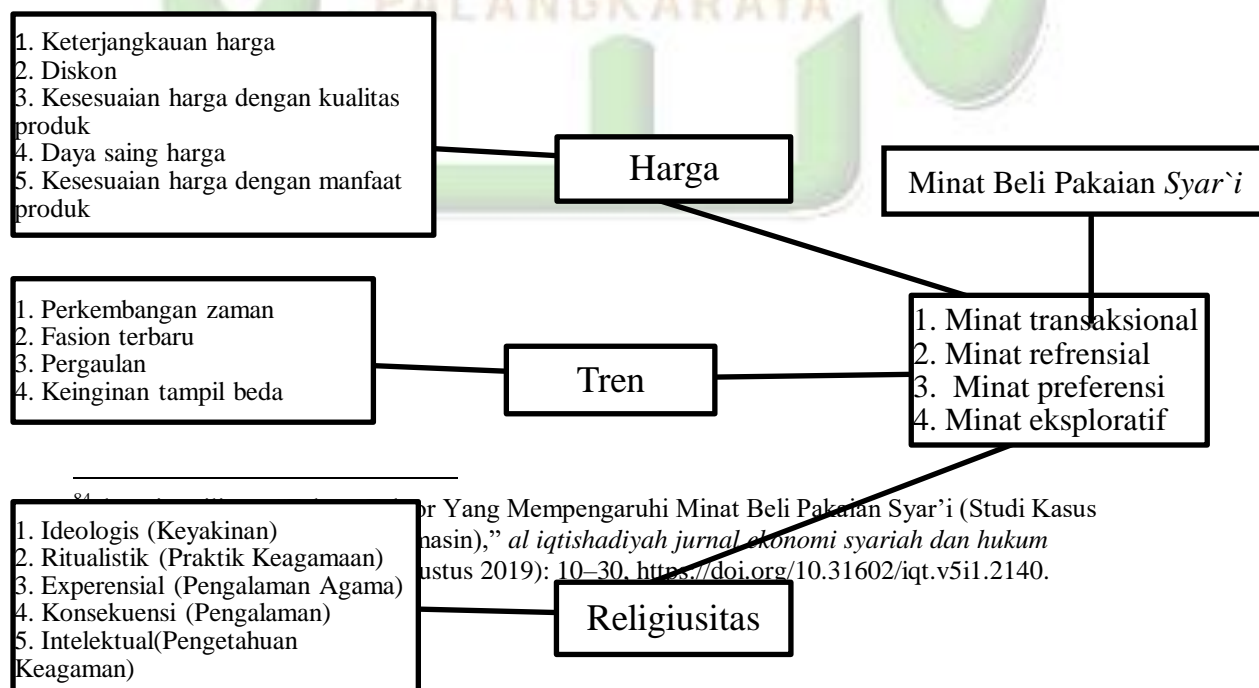 PALANGKARAYA
1. Keterjangkauan harga
2. Diskon
3. Kesesuaian harga dengan kualitas
produk
4. Daya saing harga
5. Kesesuaian harga dengan manfaat
produk
Harga
Minat Beli Pakaian Syar`i
1. Perkembangan zaman
2. Fasion terbaru
3. Pergaulan
4. Keinginan tampil beda
Tren
1. Minat transaksional
2. Minat refrensial
3. Minat preferensi
4. Minat eksploratif
84
Yang Mempengaruhi Minat Beli Pakaian Syar’i (Studi Kasus
masin),” al iqtishadiyah jurnal ekonomi syariah dan hukum
ustus 2019): 10–30, https://doi.org/10.31602/iqt.v5i1.2140.
1. Ideologis (Keyakinan)
2. Ritualistik (Praktik Keagamaan)
3. Experensial (Pengalaman Agama)
4. Konsekuensi (Pengalaman)
5. Intelektual(Pengetahuan
Keagaman)
Religiusitas